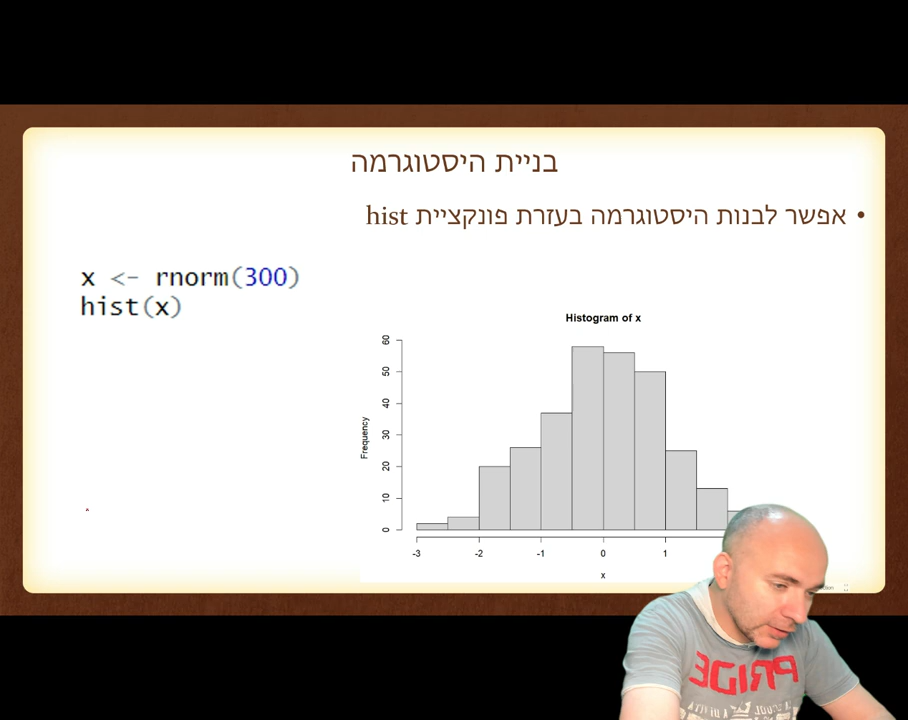 בניית היסטוגרמה
• אפשר לבנות היסטוגרמה בעזרת פונקציית hist
x <- rnorm(300)
hist(x)
Histogram of x
Frequency
0 10 20 30 40 50 60
-3 -2 -1 0 1
x
PRIDE